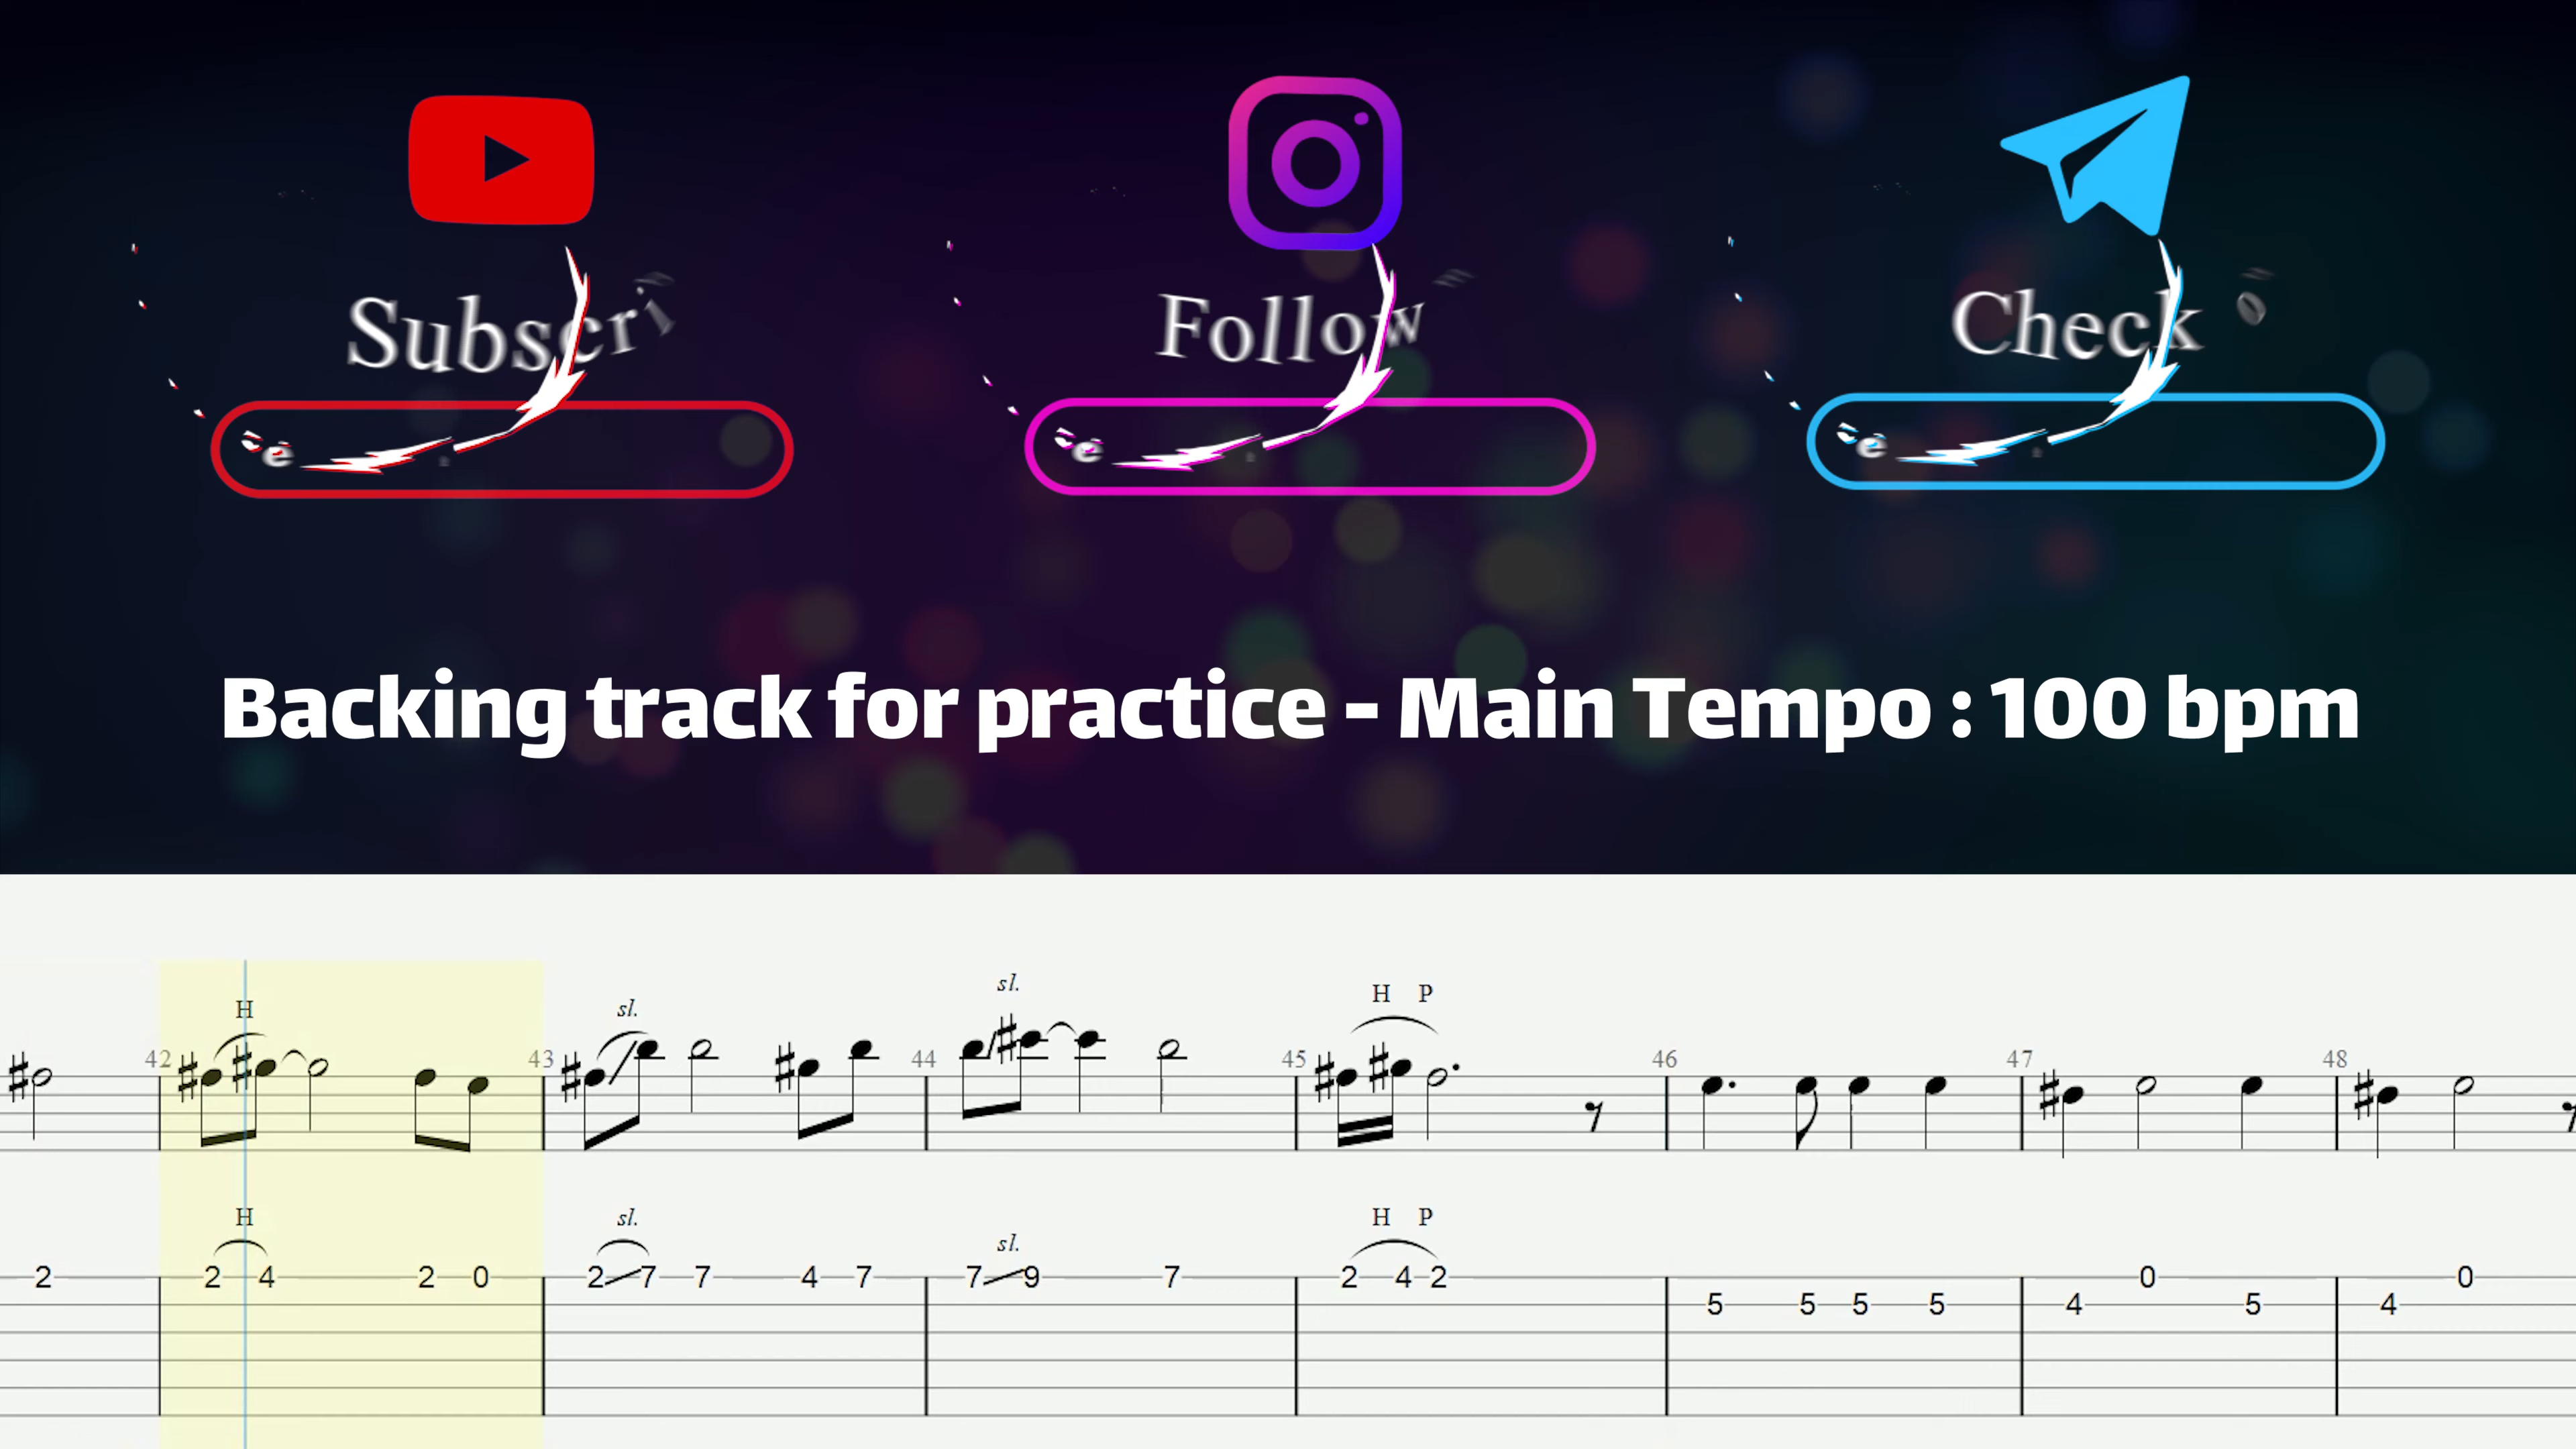 Subscri
Follow
Check
e
e
e
Backing track for practice - Main Tempo : 100 bpm
H sl. sl. H P
42 43 44 45 46 47 48
H sl. sl. H P
2 2 4 2 0 2 7 7 4 7 7 9 7 2 4 2 0 0
5 5 5 5 4 5 4